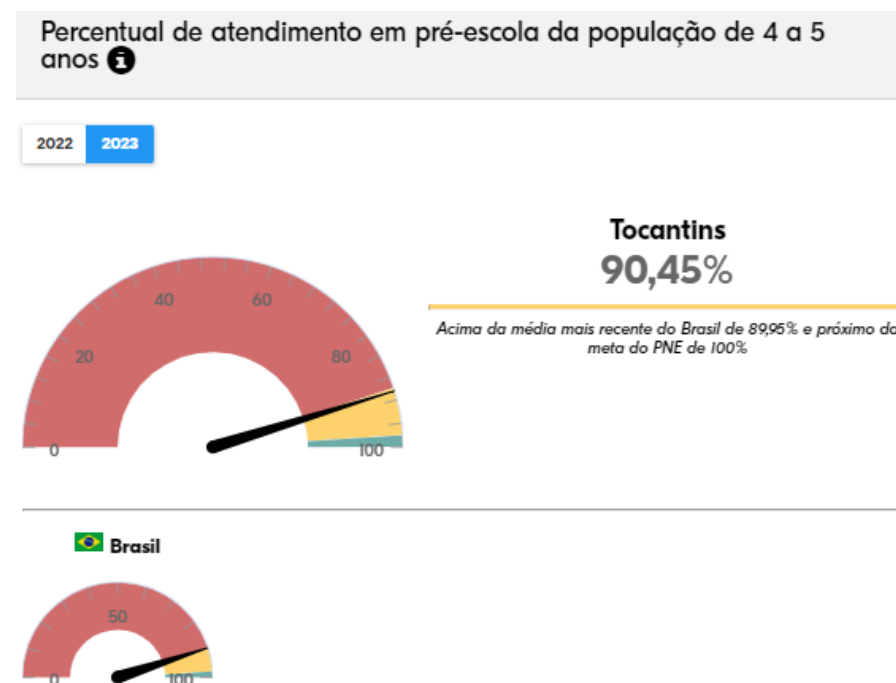 Percentual de atendimento em pré-escola da população de 4 a 5
anos
2022 2023
Tocantins
90,45%
Acima da média mais recente do Brasil de 89,95% e próximo da
meta do PNE de 100%
0
20
40
60
80
100
Brasil
0
50
100